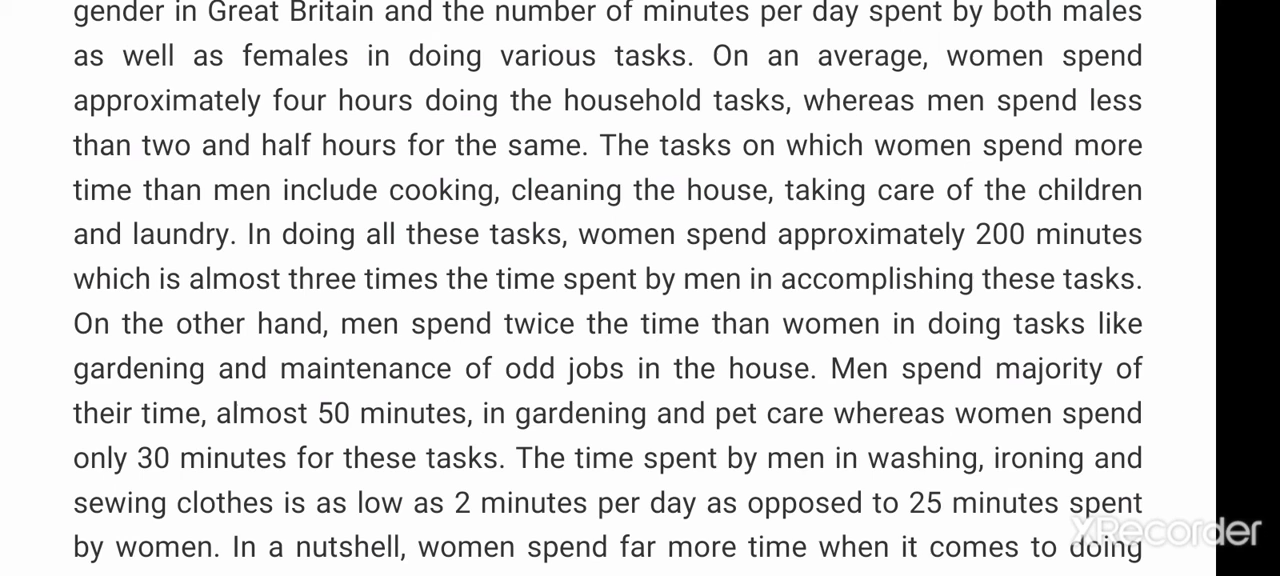 gender in Great Britain and the number of minutes per day spent by both males
as well as females in doing various tasks. On an average, women spend
approximately four hours doing the household tasks, whereas men spend less
than two and half hours for the same. The tasks on which women spend more
time than men include cooking, cleaning the house, taking care of the children
and laundry. In doing all these tasks, women spend approximately 200 minutes
which is almost three times the time spent by men in accomplishing these tasks.
On the other hand, men spend twice the time than women in doing tasks like
gardening and maintenance of odd jobs in the house. Men spend majority of
their time, almost 50 minutes, in gardening and pet care whereas women spend
only 30 minutes for these tasks. The time spent by men in washing, ironing and
sewing clothes is as low as 2 minutes per day as opposed to 25 minutes spent
by women. In a nutshell, women spend far more time when it comes to doing
XRecorder